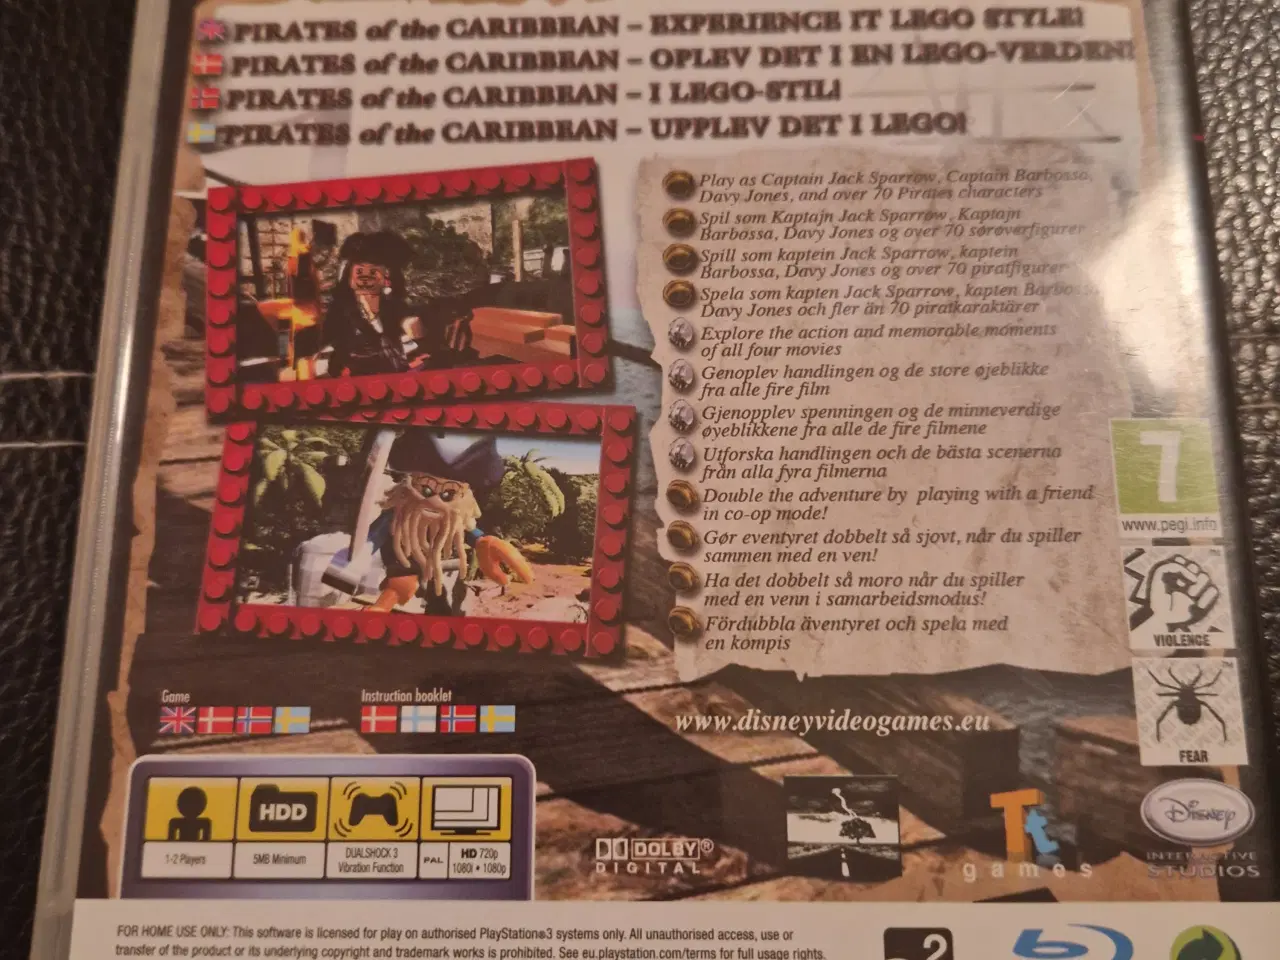 PIRATES of the CARIBBEAN – EXPERIENCE IT LEGO STYLE!
PIRATES of the CARIBBEAN – OPLEV DET I EN LEGO-VERDEN!
PIRATES of the CARIBBEAN – I LEGO-STIL!
PIRATES of the CARIBBEAN – UPPLEV DET I LEGO!
Play as Captain Jack Sparrow, Captain Barbossa,
Davy Jones, and over 70 Pirates characters
Spil som Kaptajn Jack Sparrow, Kaptajn
Barbossa, Davy Jones og over 70 sørøverfigurer
Spill som kaptein Jack Sparrow, kaptein
Barbossa, Davy Jones og over 70 piratfigurer
Spela som kapten Jack Sparrow, kapten Barbossa,
Davy Jones och fler än 70 piratkaraktärer
Explore the action and memorable moments
of all four movies
Genoplev handlingen og de store øjeblikke
fra alle fire film
Gjenopplev spenningen og de minneverdige
øyeblikkene fra alle de fire filmene
Utforska handlingen och de bästa scenerna
från alla fyra filmerna
Double the adventure by playing with a friend
in co-op mode!
Gør eventyret dobbelt så sjovt, når du spiller
sammen med en ven!
Ha det dobbelt så moro når du spiller
med en venn i samarbeidsmodus!
Fördubbla äventyret och spela med
en kompis
7
www.pegi.info
VIOLENCE
FEAR
Game
Instruction booklet
www.disneyvideogames.eu
HDD
1-2 Players
5MB Minimum
DUALSHOCK 3
Vibration Function
PAL
HD 720p
1080i • 1080p
DOLBY®
DIGITAL
Tt
games
Disney
INTERACTIVE
STUDIOS
FOR HOME USE ONLY: This software is licensed for play on authorised PlayStation®3 systems only. All unauthorised access, use or
transfer of the product or its underlying copyright and trademark works is prohibited. See eu.playstation.com/terms for full usage rights.
2